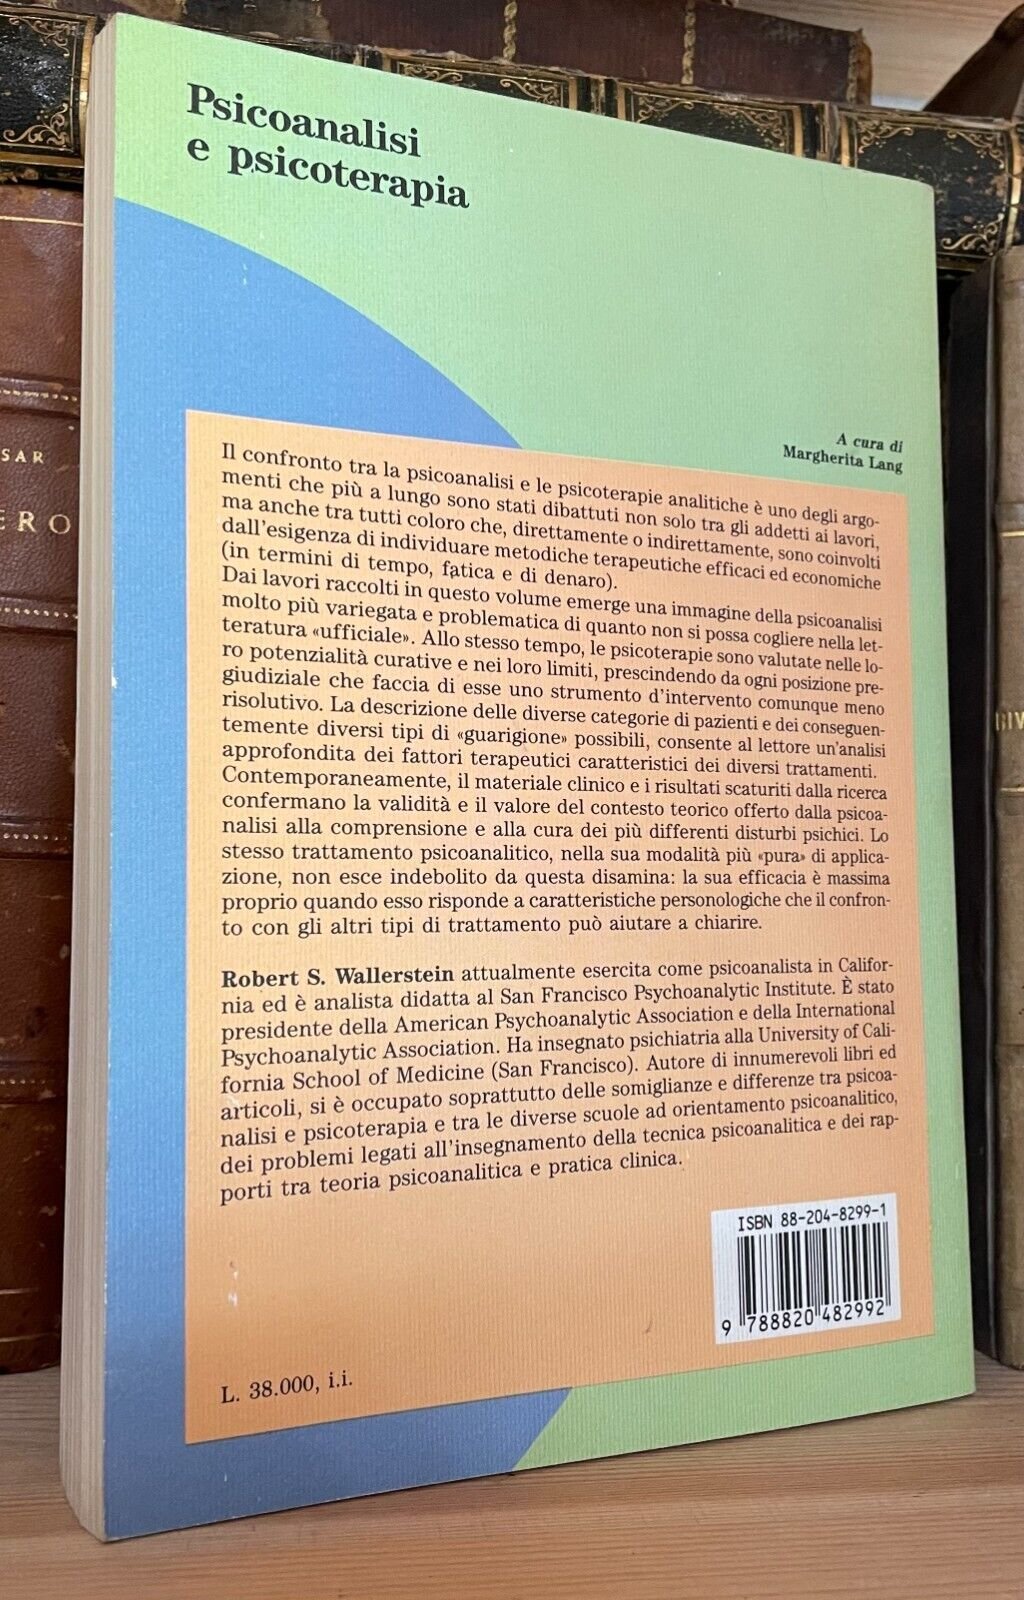 Psicoanalisi
e psicoterapia
A cura di
Margherita Lang
Il confronto tra la psicoanalisi e le psicoterapie analitiche è uno degli argo-
menti che più a lungo sono stati dibattuti non solo tra gli addetti ai lavori,
ma anche tra tutti coloro che, direttamente o indirettamente, sono coinvolti
dall'esigenza di individuare metodiche terapeutiche efficaci ed economiche
(in termini di tempo, fatica e di denaro).
Dai lavori raccolti in questo volume emerge una immagine della psicoanalisi
molto più variegata e problematica di quanto non si possa cogliere nella let-
teratura «ufficiale». Allo stesso tempo, le psicoterapie sono valutate nelle lo-
ro potenzialità curative e nei loro limiti, prescindendo da ogni posizione pre-
giudiziale che faccia di esse uno strumento d'intervento comunque meno
risolutivo. La descrizione delle diverse categorie di pazienti e dei conseguen-
temente diversi tipi di «guarigione» possibili, consente al lettore un'analisi
approfondita dei fattori terapeutici caratteristici dei diversi trattamenti.
Contemporaneamente, il materiale clinico e i risultati scaturiti dalla ricerca
confermano la validità e il valore del contesto teorico offerto dalla psicoa-
nalisi alla comprensione e alla cura dei più differenti disturbi psichici. Lo
stesso trattamento psicoanalitico, nella sua modalità più «pura» di applica-
zione, non esce indebolito da questa disamina: la sua efficacia è massima
proprio quando esso risponde a caratteristiche personologiche che il confron-
to con gli altri tipi di trattamento può aiutare a chiarire.
Robert S. Wallerstein attualmente esercita come psicoanalista in Califor-
nia ed è analista didatta al San Francisco Psychoanalytic Institute. È stato
presidente della American Psychoanalytic Association e della International
Psychoanalytic Association. Ha insegnato psichiatria alla University of Cali-
fornia School of Medicine (San Francisco). Autore di innumerevoli libri ed
articoli, si è occupato soprattutto delle somiglianze e differenze tra psicoa-
nalisi e psicoterapia e tra le diverse scuole ad orientamento psicoanalitico,
dei problemi legati all'insegnamento della tecnica psicoanalitica e dei rap-
porti tra teoria psicoanalitica e pratica clinica.
ISBN 88-204-8299-1
9 788820 482992
L. 38.000, i.i.
SAR
ERO